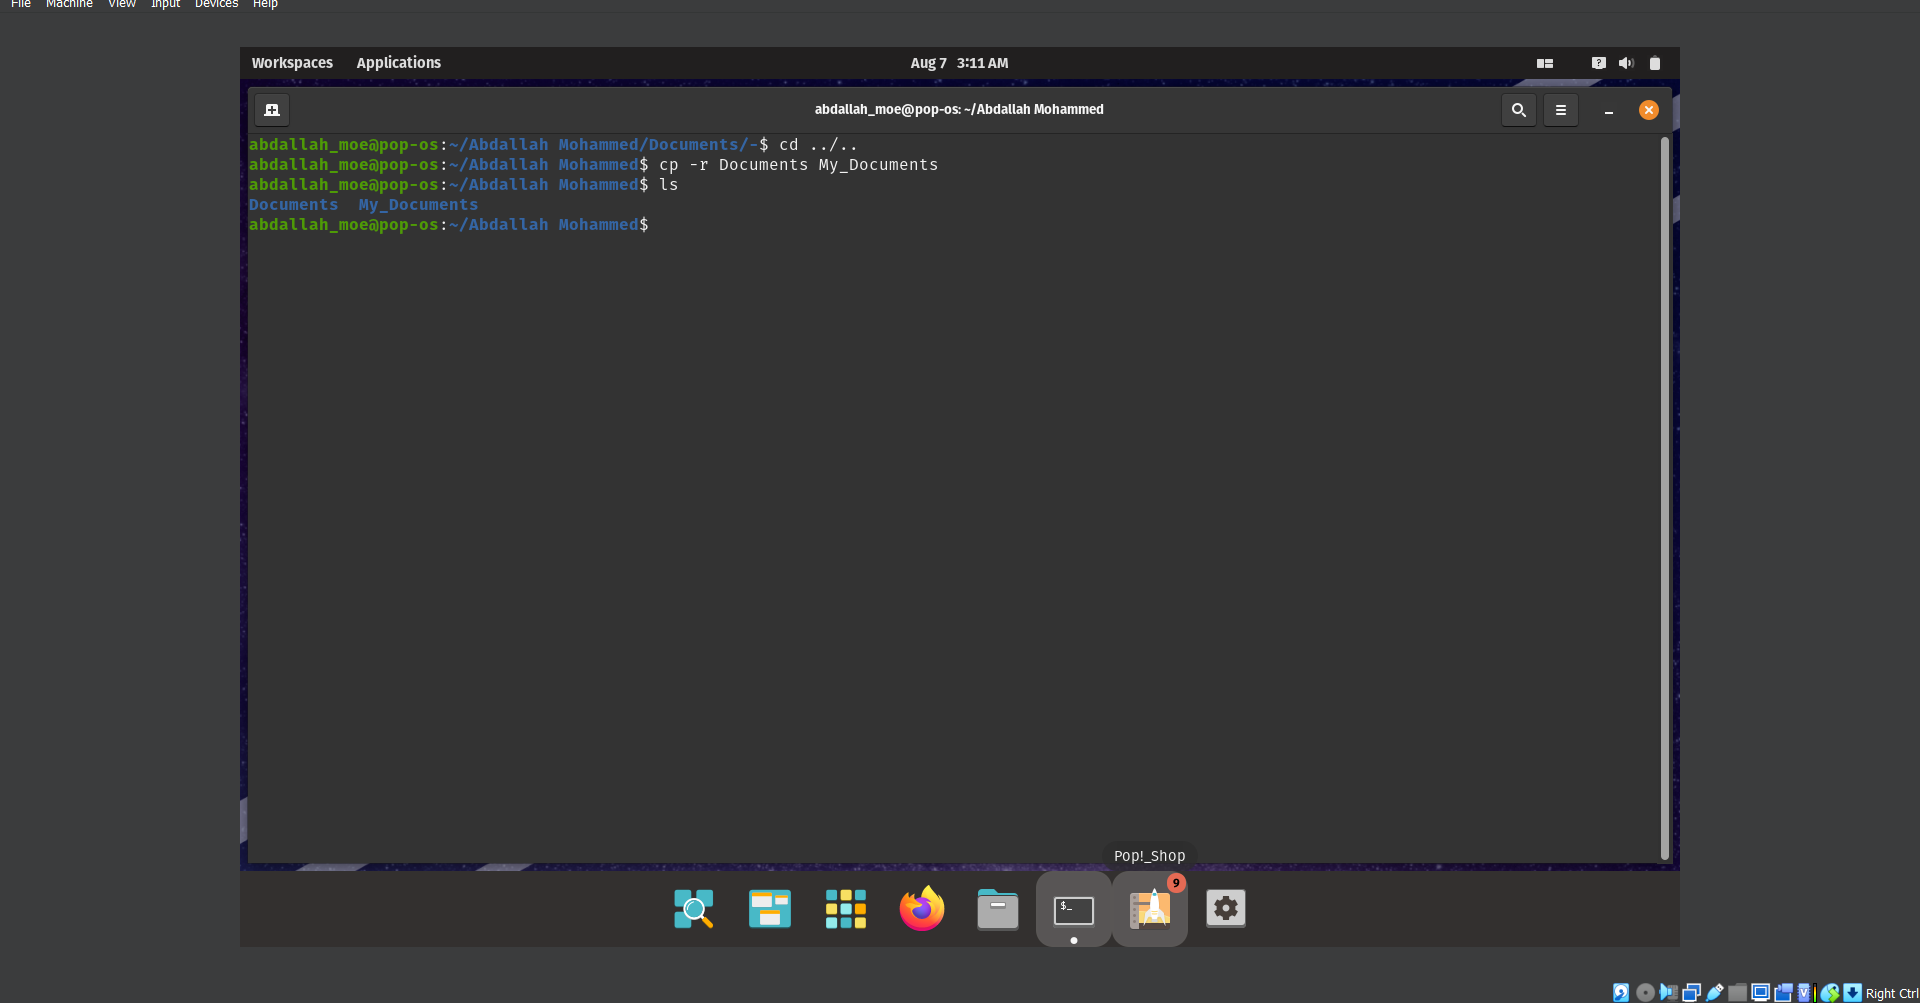 File Machine View Input Devices Help
Workspaces Applications Aug 7 3:11 AM
abdallah_moe@pop-os: ~/Abdallah Mohammed
abdallah_moe@pop-os:~/Abdallah Mohammed/Documents/-$ cd ../..
abdallah_moe@pop-os:~/Abdallah Mohammed$ cp -r Documents My_Documents
abdallah_moe@pop-os:~/Abdallah Mohammed$ ls
Documents  My_Documents
abdallah_moe@pop-os:~/Abdallah Mohammed$
Pop!_Shop
9
$_
Right Ctrl